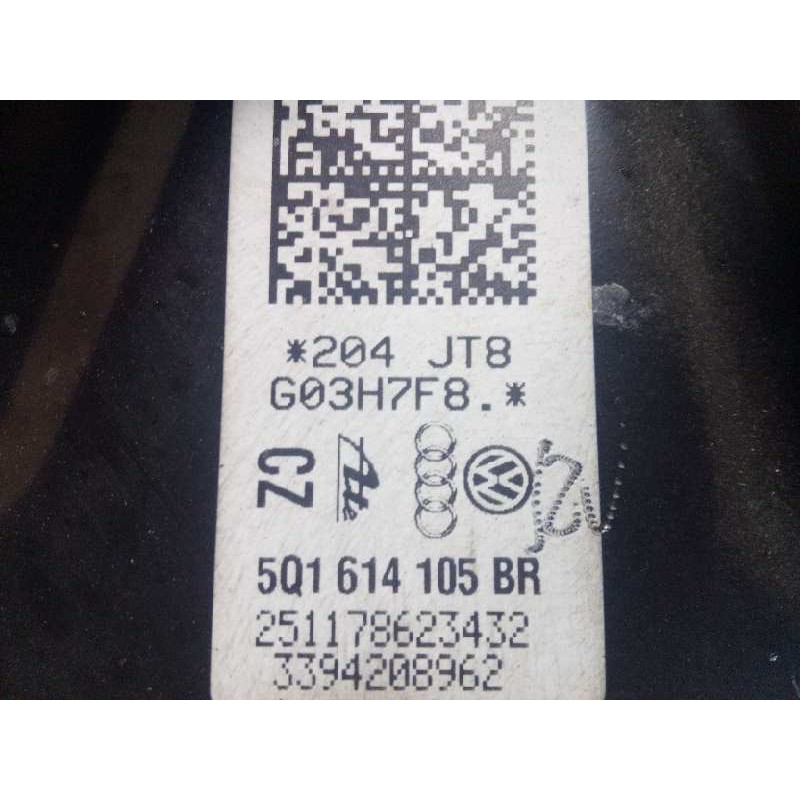 *204 JT8
G03H7F8.*
CZ Ate
5Q1 614 105 BR
251178623432
3394208962